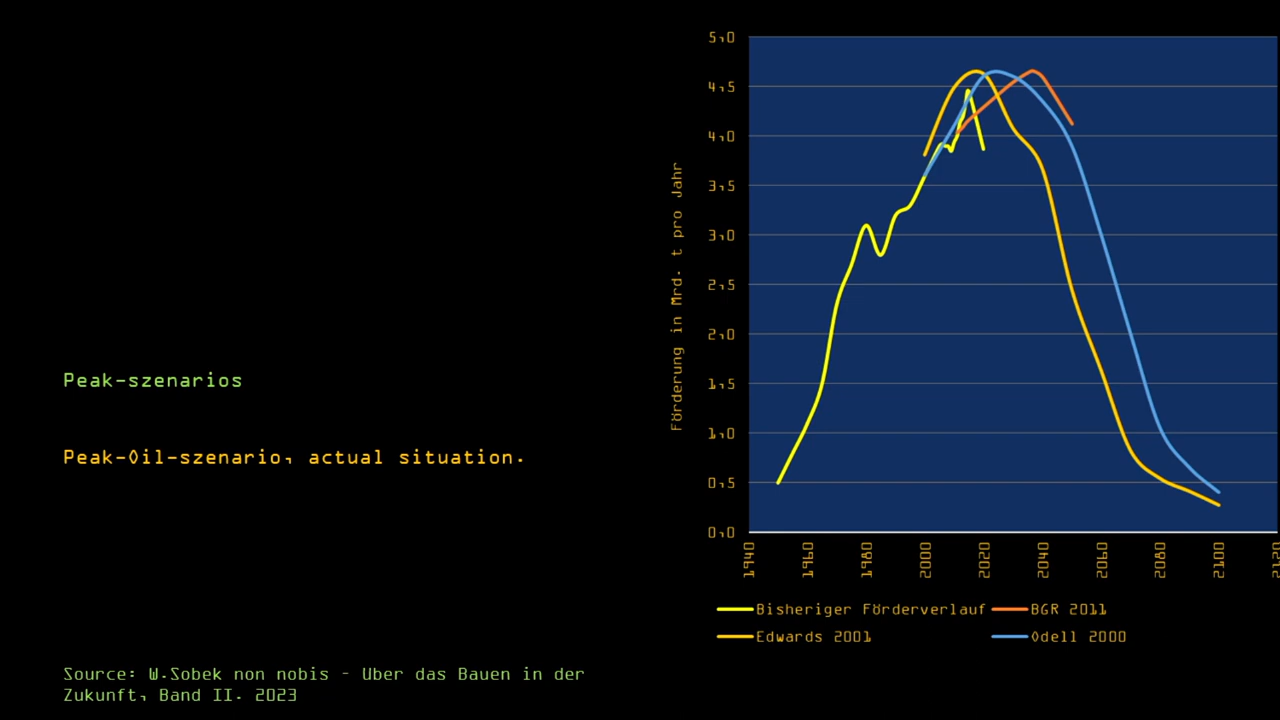 Peak-szenarios
Peak-Oil-szenario, actual situation.
Source: W.Sobek non nobis - Uber das Bauen in der
Zukunft, Band II. 2023
Förderung in Mrd. t pro Jahr
5,0
4,5
4,0
3,5
3,0
2,5
2,0
1,5
1,0
0,5
0,0
1940 1960 1980 2000 2020 2040 2060 2080 2100 2120
Bisheriger Förderverlauf BGR 2011
Edwards 2001 Odell 2000